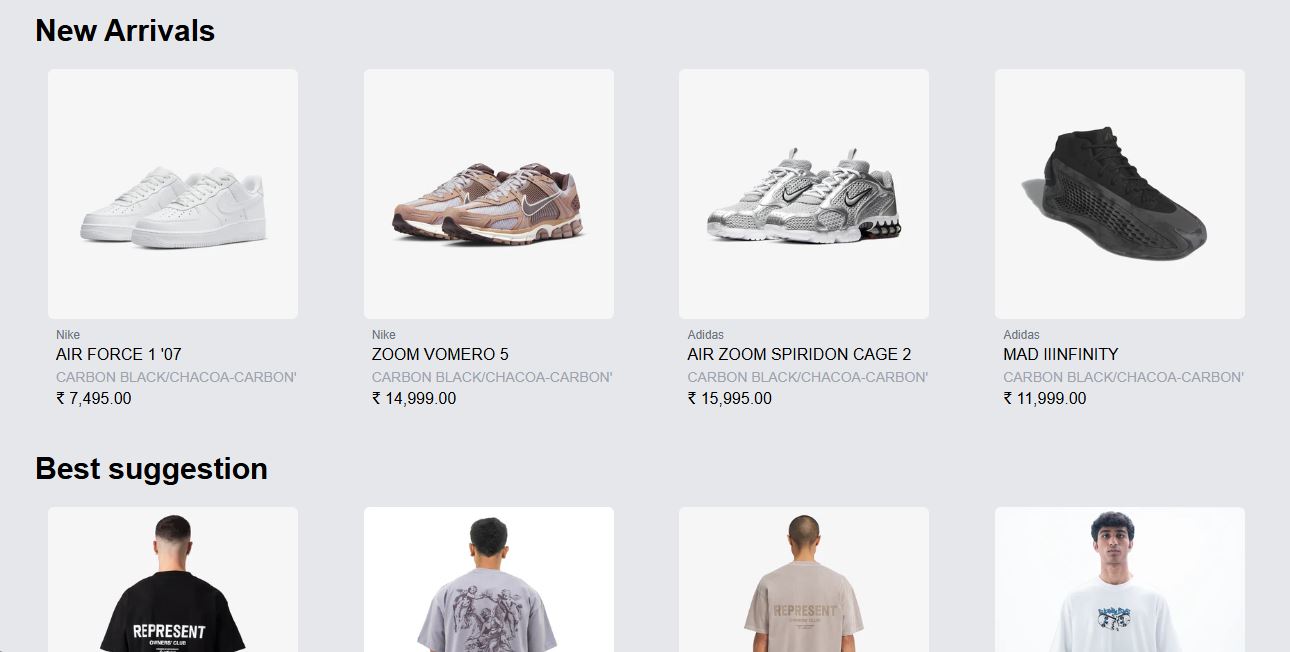 New Arrivals
Nike
AIR FORCE 1 '07
CARBON BLACK/CHACOA-CARBON'
₹ 7,495.00
Nike
ZOOM VOMERO 5
CARBON BLACK/CHACOA-CARBON'
₹ 14,999.00
Adidas
AIR ZOOM SPIRIDON CAGE 2
CARBON BLACK/CHACOA-CARBON'
₹ 15,995.00
Adidas
MAD IIINFINITY
CARBON BLACK/CHACOA-CARBON'
₹ 11,999.00
Best suggestion
REPRESENT
OWNERS' CLUB
REPRESENT
OWNERS' CLUB